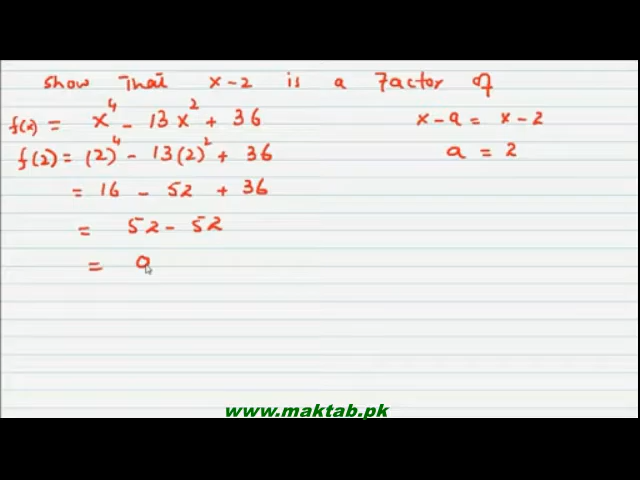 show That x-2 is a Factor of
f(x) = x⁴ - 13x² + 36
x-a = x-2
f(2) = (2)⁴ - 13(2)² + 36
a = 2
= 16 - 52 + 36
= 52 - 52
= 0
www.maktab.pk